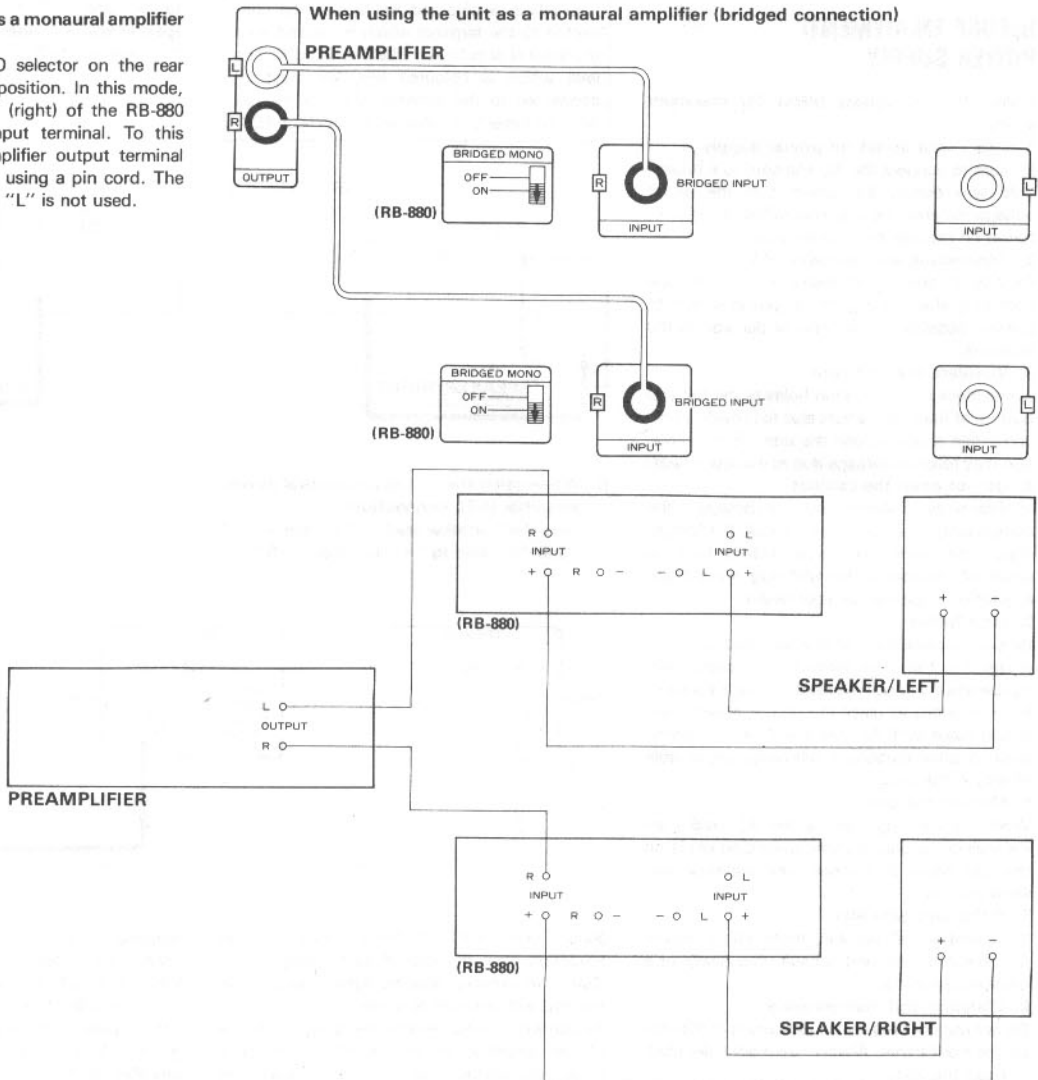 s a monaural amplifier
O selector on the rear
position. In this mode,
(right) of the RB-880
put terminal. To this
plifier output terminal
using a pin cord. The
"L" is not used.
When using the unit as a monaural amplifier (bridged connection)
PREAMPLIFIER
L
R
OUTPUT
BRIDGED MONO
OFF
ON
(RB-880)
R
BRIDGED INPUT
INPUT
L
INPUT
BRIDGED MONO
OFF
ON
(RB-880)
R
BRIDGED INPUT
INPUT
L
INPUT
R
L
INPUT
INPUT
+ R - - L +
(RB-880)
+ -
SPEAKER/LEFT
L
OUTPUT
R
PREAMPLIFIER
R
L
INPUT
INPUT
+ R - - L +
(RB-880)
+ -
SPEAKER/RIGHT